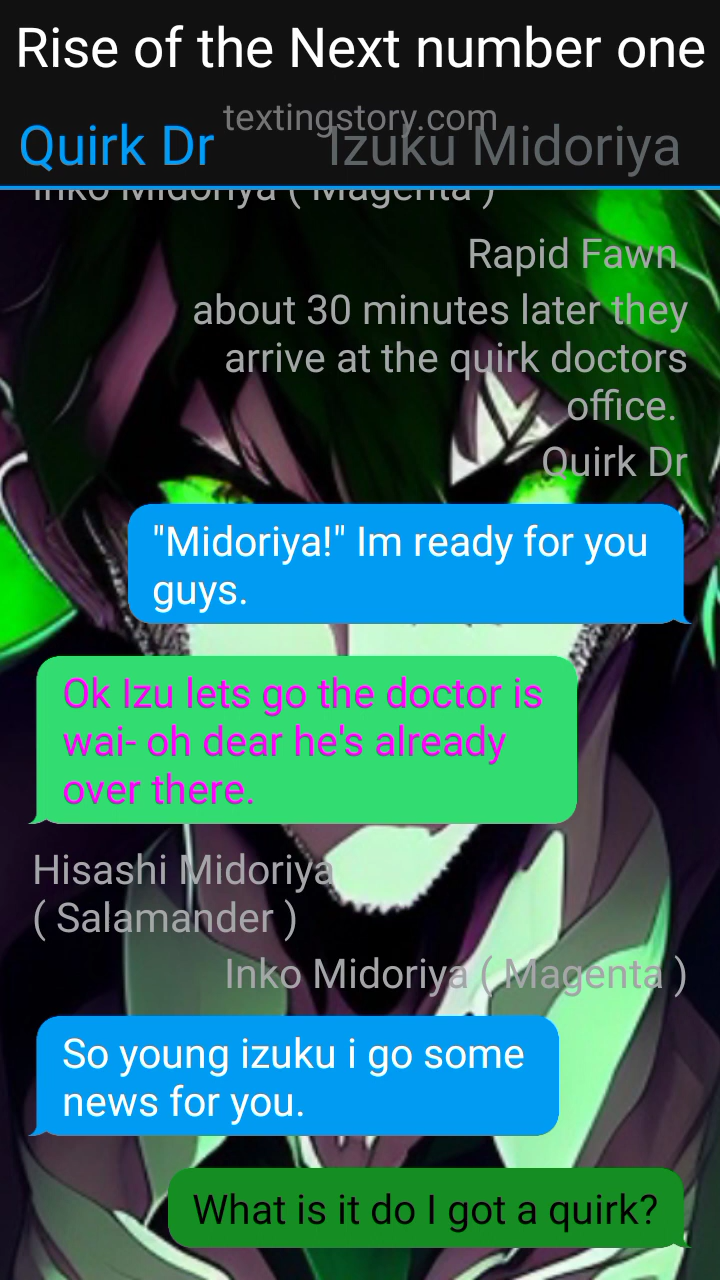 Rise of the Next number one
textingstory.com
Quirk Dr
Izuku Midoriya
Inko Midoriya ( Magenta )
Rapid Fawn
about 30 minutes later they
arrive at the quirk doctors
office.
Quirk Dr
"Midoriya!" Im ready for you
guys.
Ok Izu lets go the doctor is
wai- oh dear he's already
over there.
Hisashi Midoriya
( Salamander )
Inko Midoriya ( Magenta )
So young izuku i go some
news for you.
What is it do I got a quirk?